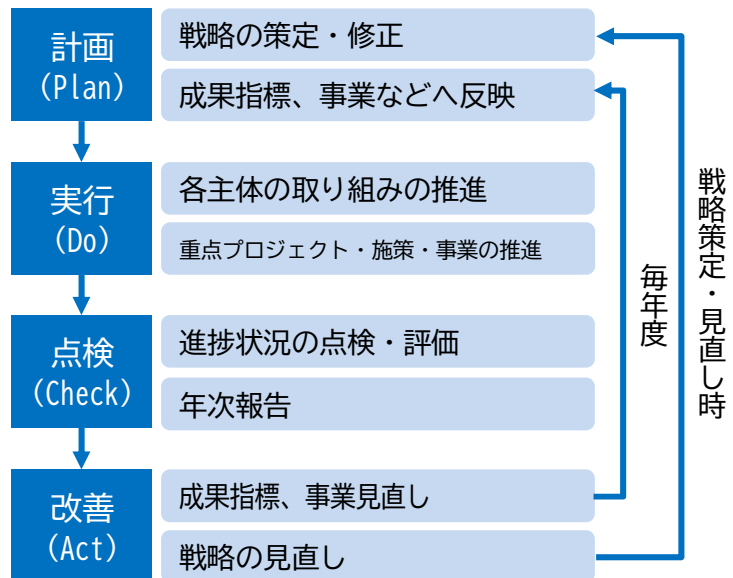 計画
(Plan)
戦略の策定・修正
成果指標、事業などへ反映
実行
(Do)
各主体の取り組みの推進
重点プロジェクト・施策・事業の推進
点検
(Check)
進捗状況の点検・評価
年次報告
改善
(Act)
成果指標、事業見直し
戦略の見直し
毎年度
戦略策定・見直し時